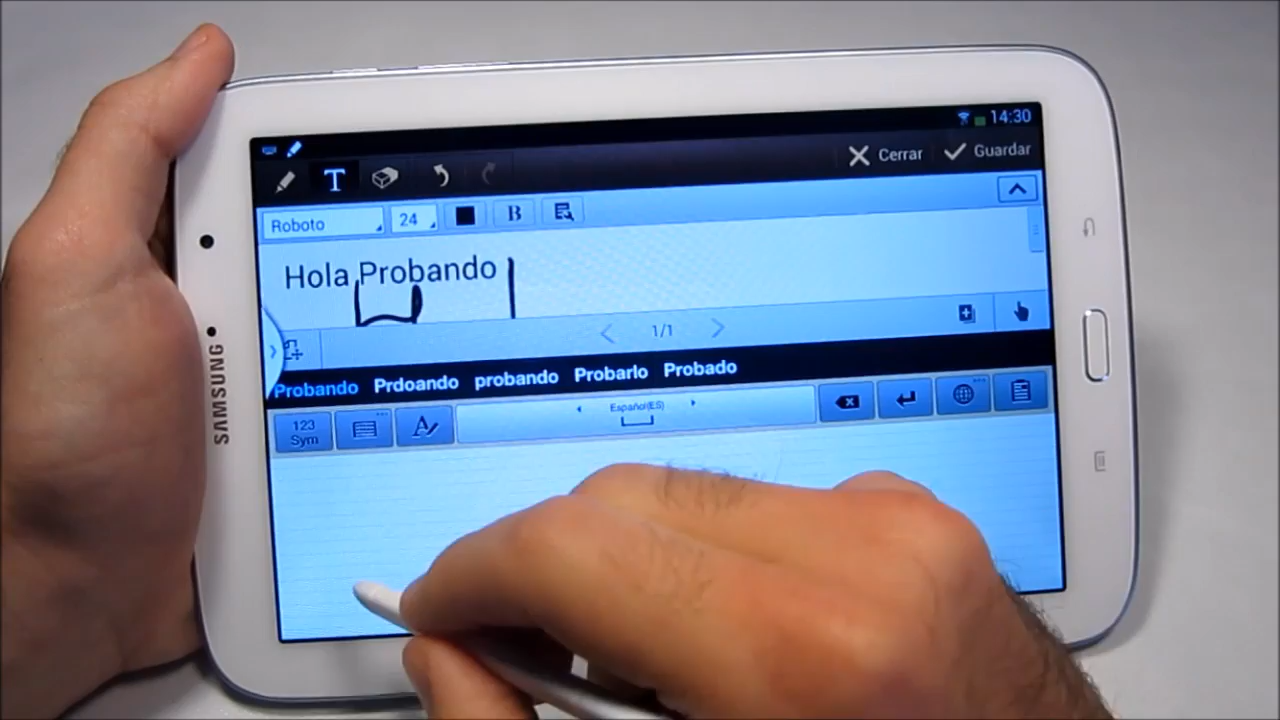 14:30
T
Cerrar
Guardar
Roboto
24
B
Hola Probando
1/1
Probando Prdoando probando Probarlo Probado
123
Sym
Español(ES)
SAMSUNG